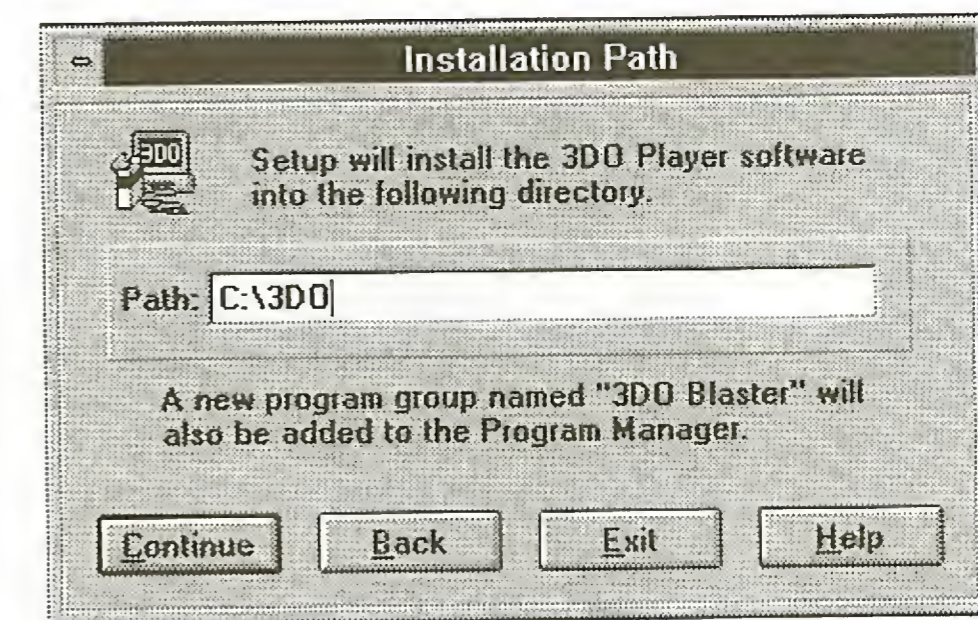 Installation Path
3DO
Setup will install the 3DO Player software
into the following directory.
Path: C:\3DO
A new program group named "3DO Blaster" will
also be added to the Program Manager.
Continue Back Exit Help